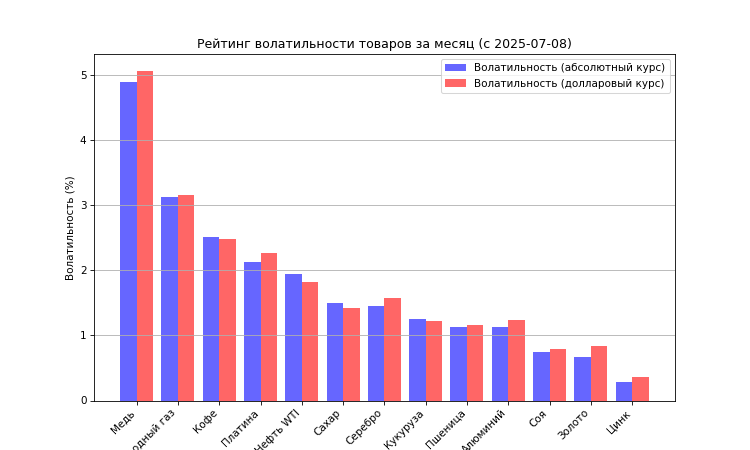 Рейтинг волатильности товаров за месяц (с 2025-07-08)
Волатильность (абсолютный курс)
Волатильность (долларовый курс)
Волатильность (%)
5
4
3
2
1
0
Медь
одный газ
Кофе
Платина
Нефть WTI
Сахар
Серебро
Кукуруза
Пшеница
Алюминий
Соя
Золото
Цинк